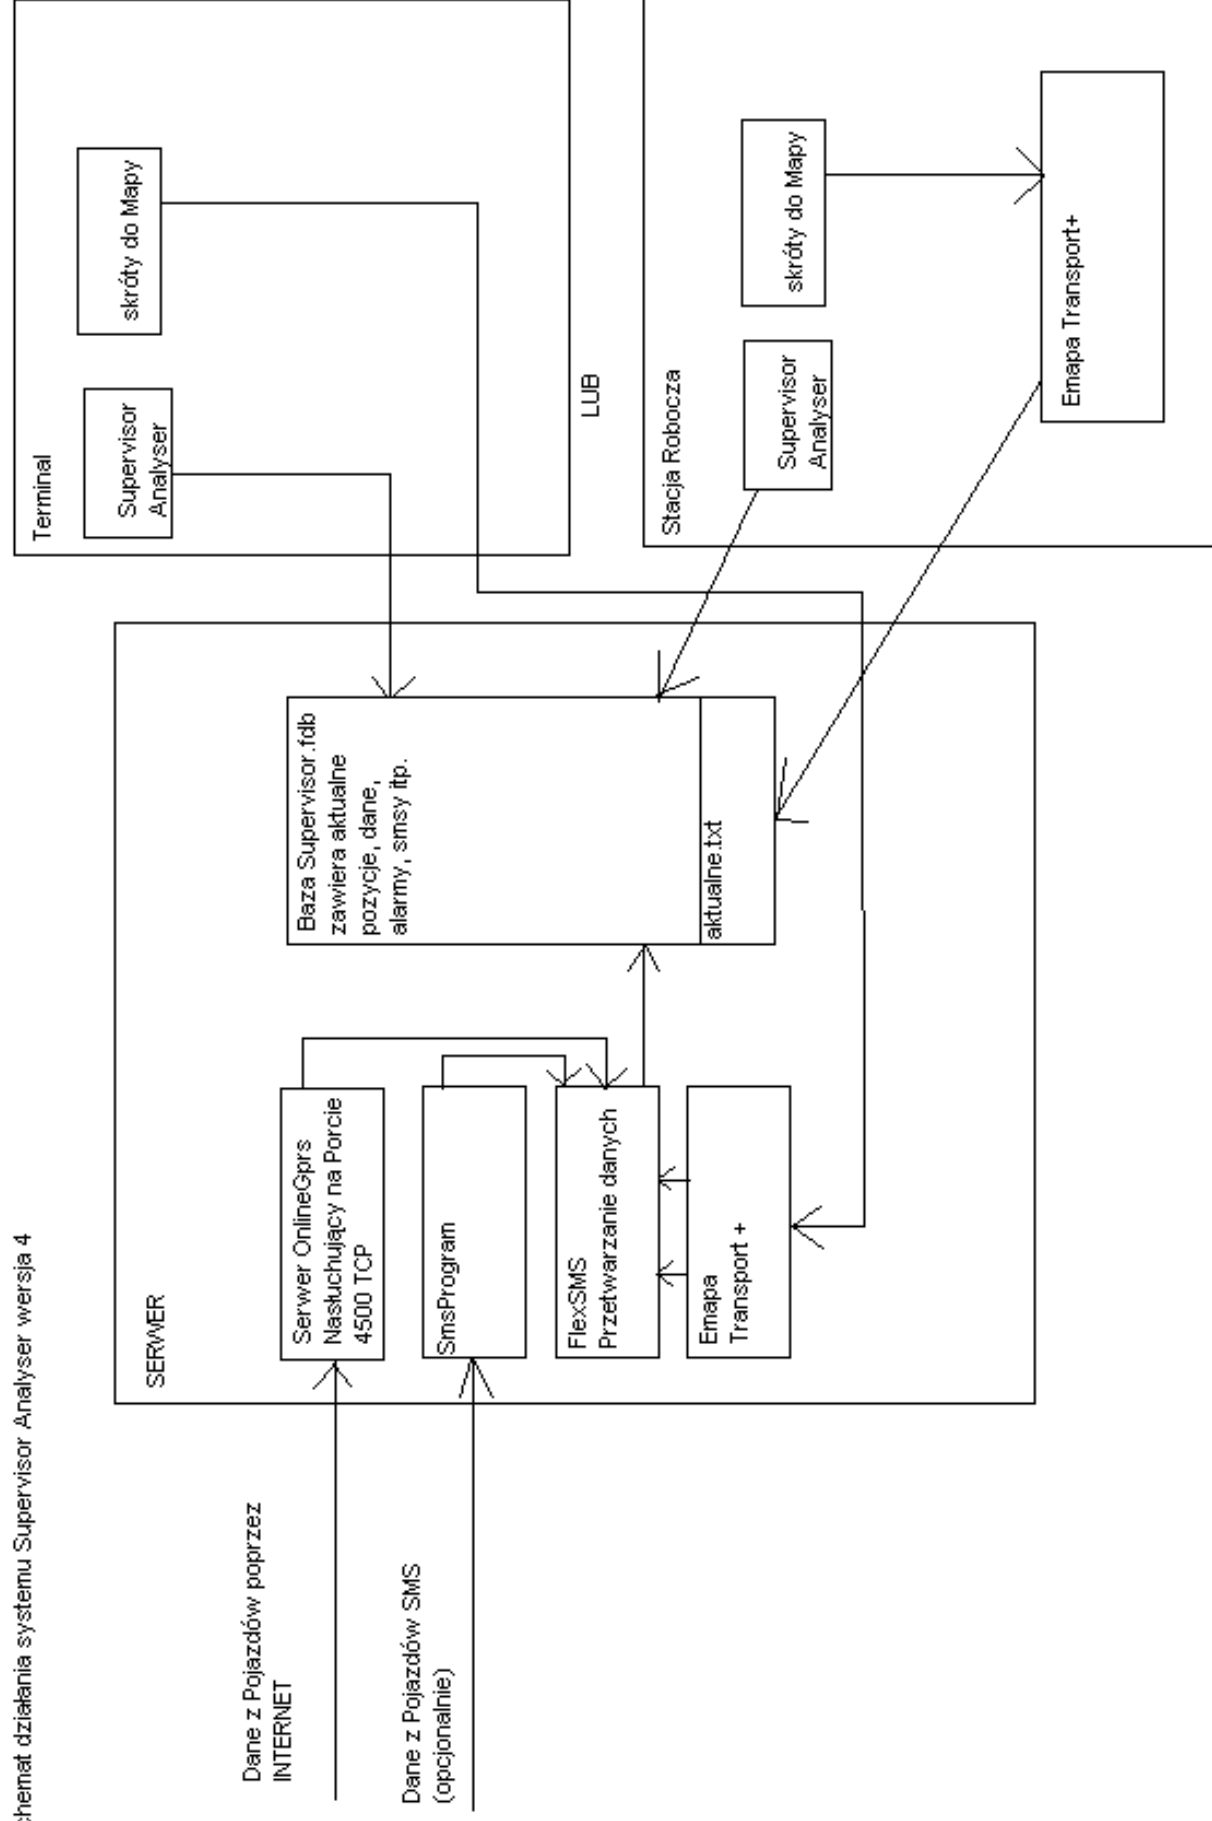 chemat działania systemu Supervisor Analyser wersja 4
Dane z Pojazdów poprzez
INTERNET
Dane z Pojazdów SMS
(opcjonalnie)
SERWER
Serwer OnlineGprs
Nasłuchujący na Porcie
4500 TCP
SmsProgram
FlexSMS
Przetwarzanie danych
Emapa
Transport +
Baza Supervisor.fdb
zawiera aktualne
pozycje, dane,
alarmy, smsy itp.
aktualne.txt
Terminal
Supervisor
Analyser
skróty do Mapy
LUB
Stacja Robocza
Supervisor
Analyser
skróty do Mapy
Emapa Transport+